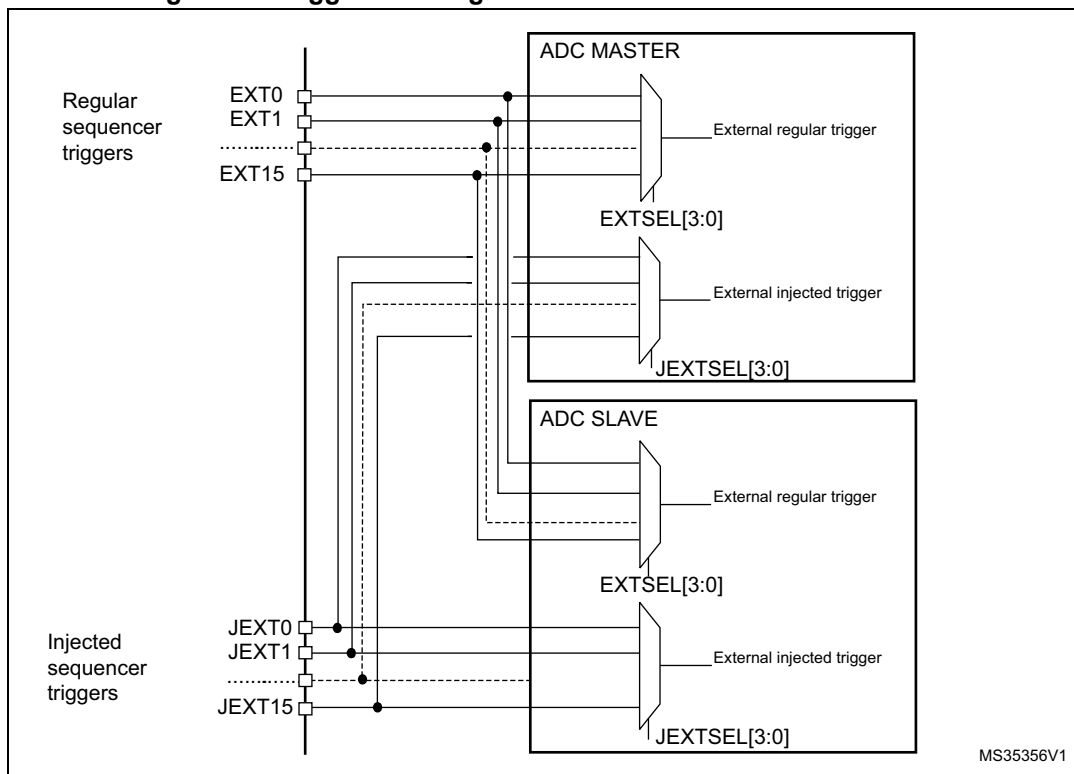 Regular
sequencer
triggers
EXT0
EXT1
..............
EXT15
ADC MASTER
External regular trigger
EXTSEL[3:0]
External injected trigger
JEXTSEL[3:0]
ADC SLAVE
External regular trigger
EXTSEL[3:0]
External injected trigger
JEXTSEL[3:0]
Injected
sequencer
triggers
JEXT0
JEXT1
..............
JEXT15
MS35356V1